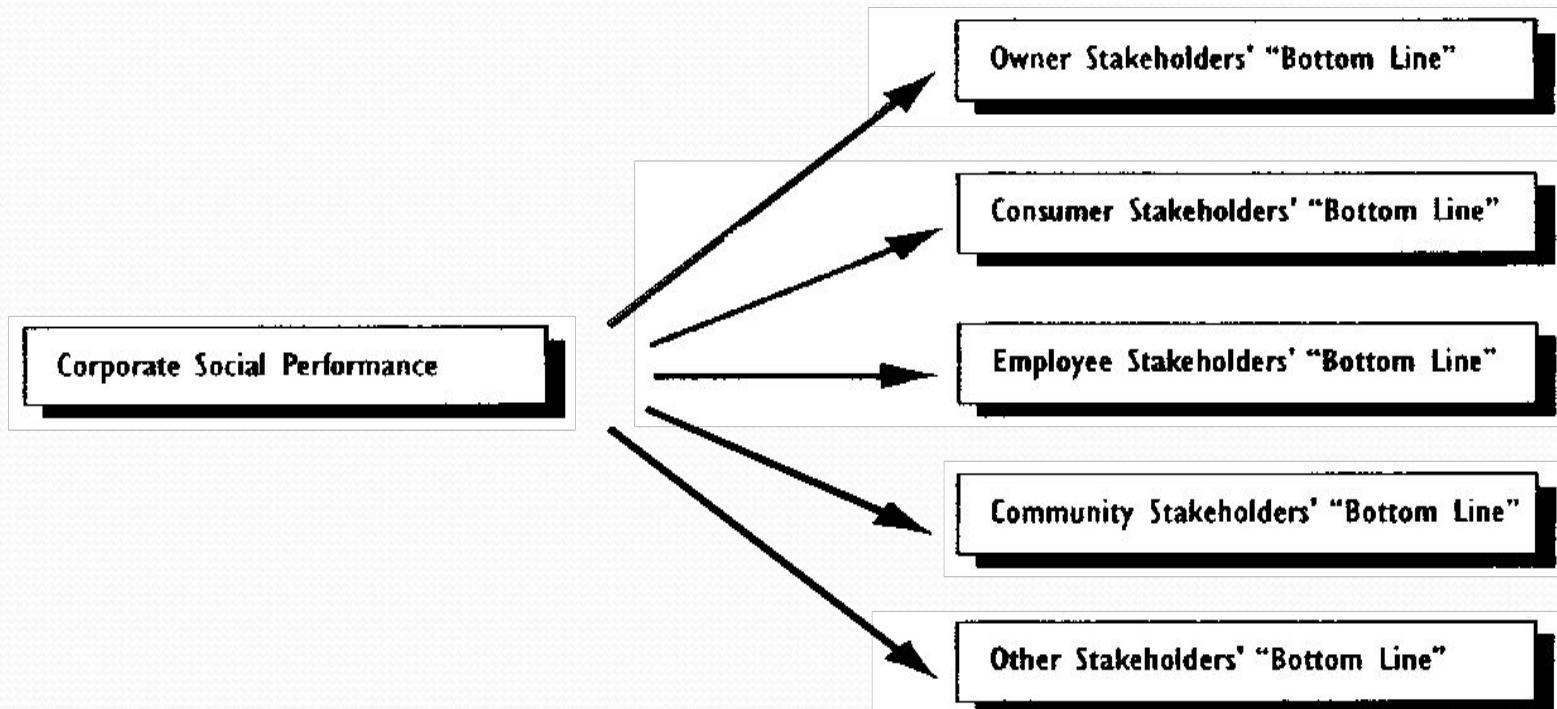 Owner Stakeholders' “Bottom Line”
Consumer Stakeholders' “Bottom Line”
Corporate Social Performance
Employee Stakeholders' “Bottom Line”
Community Stakeholders' “Bottom Line”
Other Stakeholders' “Bottom Line”